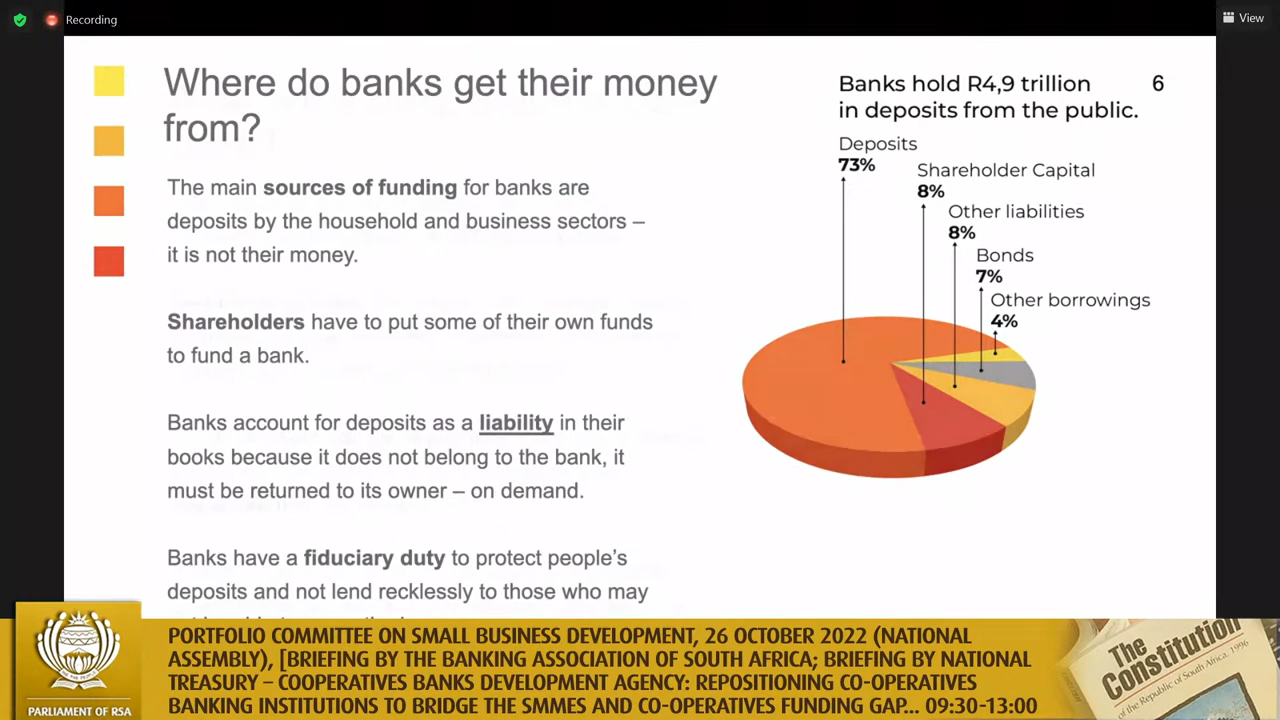 Recording
View
Where do banks get their money
from?
The main sources of funding for banks are
deposits by the household and business sectors –
it is not their money.
Shareholders have to put some of their own funds
to fund a bank.
Banks account for deposits as a liability in their
books because it does not belong to the bank, it
must be returned to its owner – on demand.
Banks have a fiduciary duty to protect people’s
deposits and not lend recklessly to those who may
Banks hold R4,9 trillion
in deposits from the public.
6
Deposits
73%
Shareholder Capital
8%
Other liabilities
8%
Bonds
7%
Other borrowings
4%
PORTFOLIO COMMITTEE ON SMALL BUSINESS DEVELOPMENT, 26 OCTOBER 2022 (NATIONAL
ASSEMBLY), [BRIEFING BY THE BANKING ASSOCIATION OF SOUTH AFRICA; BRIEFING BY NATIONAL
TREASURY – COOPERATIVES BANKS DEVELOPMENT AGENCY: REPOSITIONING CO-OPERATIVES
BANKING INSTITUTIONS TO BRIDGE THE SMMES AND CO-OPERATIVES FUNDING GAP... 09:30-13:00
PARLIAMENT OF RSA
The
Constitution
of the Republic of South Africa, 1996